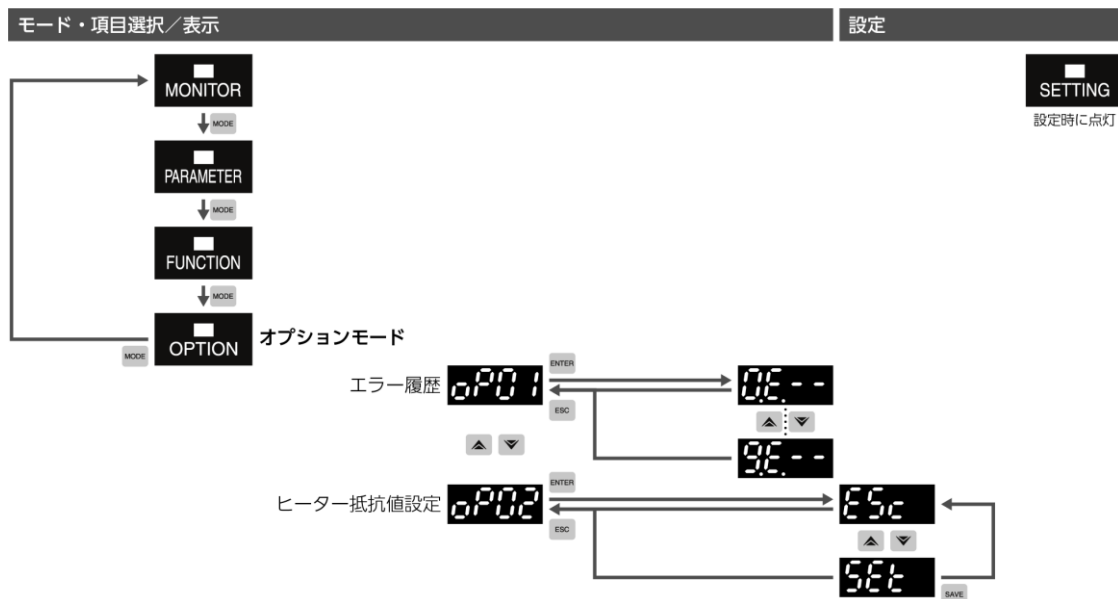 モード・項目選択／表示
設定
MONITOR
SETTING
設定時に点灯
MODE
PARAMETER
MODE
FUNCTION
MODE
OPTION
オプションモード
MODE
エラー履歴
oP01
ENTER
ESC
0.E.--
9.E.--
ヒーター抵抗値設定
oP02
ENTER
ESC
ESc
SEt
SAVE